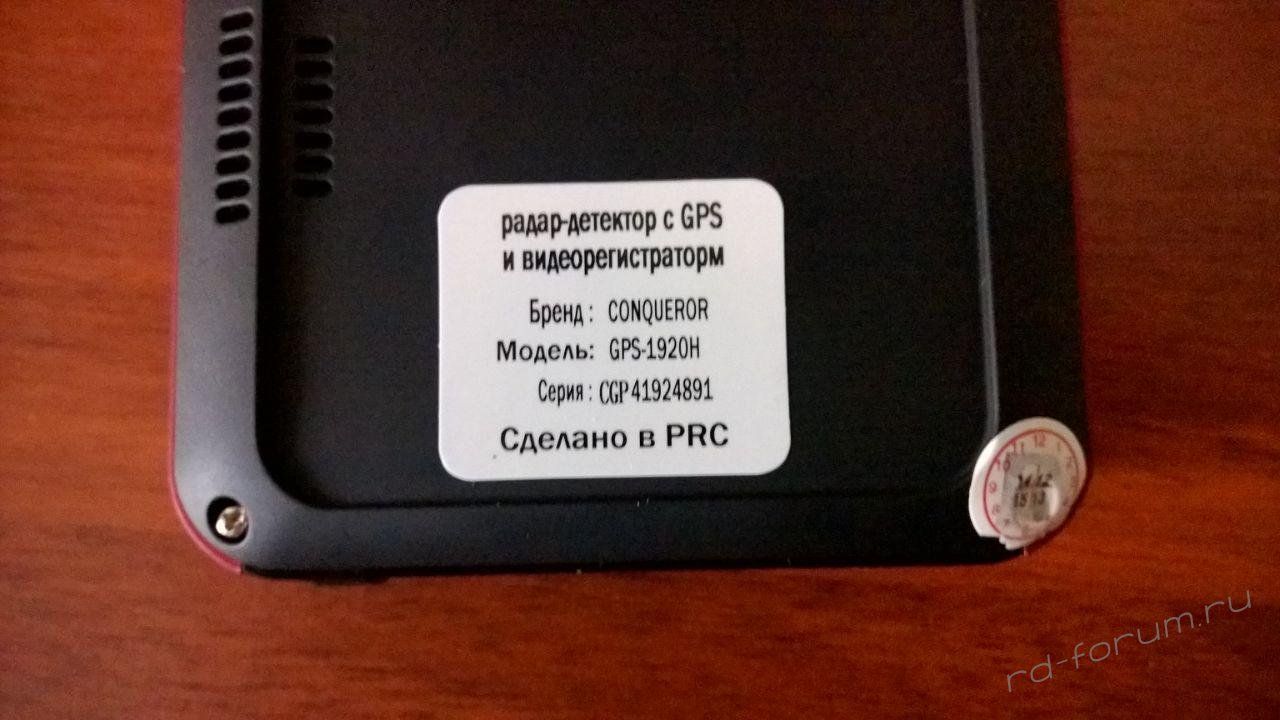 радар-детектор с GPS
и видеорегистраторм
Бренд : CONQUEROR
Модель: GPS-1920H
Серия : CGP41924891
Сделано в PRC
rd-forum.ru